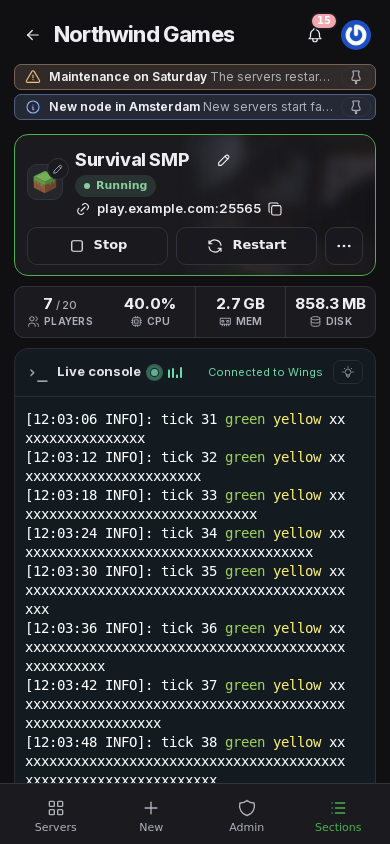 Northwind Games
15
Maintenance on Saturday The servers restar…
New node in Amsterdam New servers start fa…
Survival SMP
Running
play.example.com:25565
Stop
Restart
7 / 20
PLAYERS
40.0%
CPU
2.7 GB
MEM
858.3 MB
DISK
Live console
Connected to Wings
[12:03:06 INFO]: tick 31 green yellow xx
xxxxxxxxxxxxxxx
[12:03:12 INFO]: tick 32 green yellow xx
xxxxxxxxxxxxxxxxxxxxxx
[12:03:18 INFO]: tick 33 green yellow xx
xxxxxxxxxxxxxxxxxxxxxxxxxxxxx
[12:03:24 INFO]: tick 34 green yellow xx
xxxxxxxxxxxxxxxxxxxxxxxxxxxxxxxxxxxx
[12:03:30 INFO]: tick 35 green yellow xx
xxxxxxxxxxxxxxxxxxxxxxxxxxxxxxxxxxxxxxxx
xxx
[12:03:36 INFO]: tick 36 green yellow xx
xxxxxxxxxxxxxxxxxxxxxxxxxxxxxxxxxxxxxxxx
xxxxxxxxxx
[12:03:42 INFO]: tick 37 green yellow xx
xxxxxxxxxxxxxxxxxxxxxxxxxxxxxxxxxxxxxxxx
xxxxxxxxxxxxxxxxx
[12:03:48 INFO]: tick 38 green yellow xx
xxxxxxxxxxxxxxxxxxxxxxxxxxxxxxxxxxxxxxxx
xxxxxxxxxxxxxxxxxxxxxxxx
Servers
New
Admin
Sections